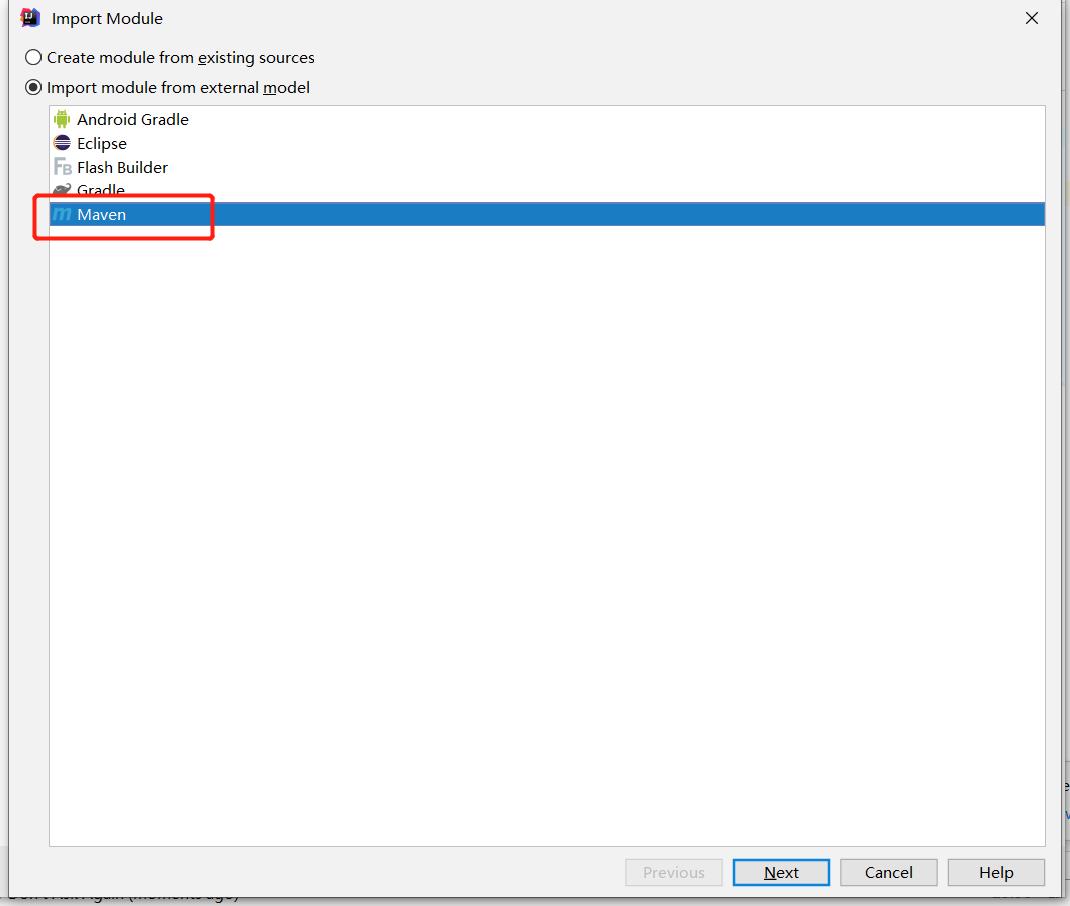 Import Module
Create module from existing sources
Import module from external model
Android Gradle
Eclipse
Flash Builder
Gradle
Maven
Previous
Next
Cancel
Help